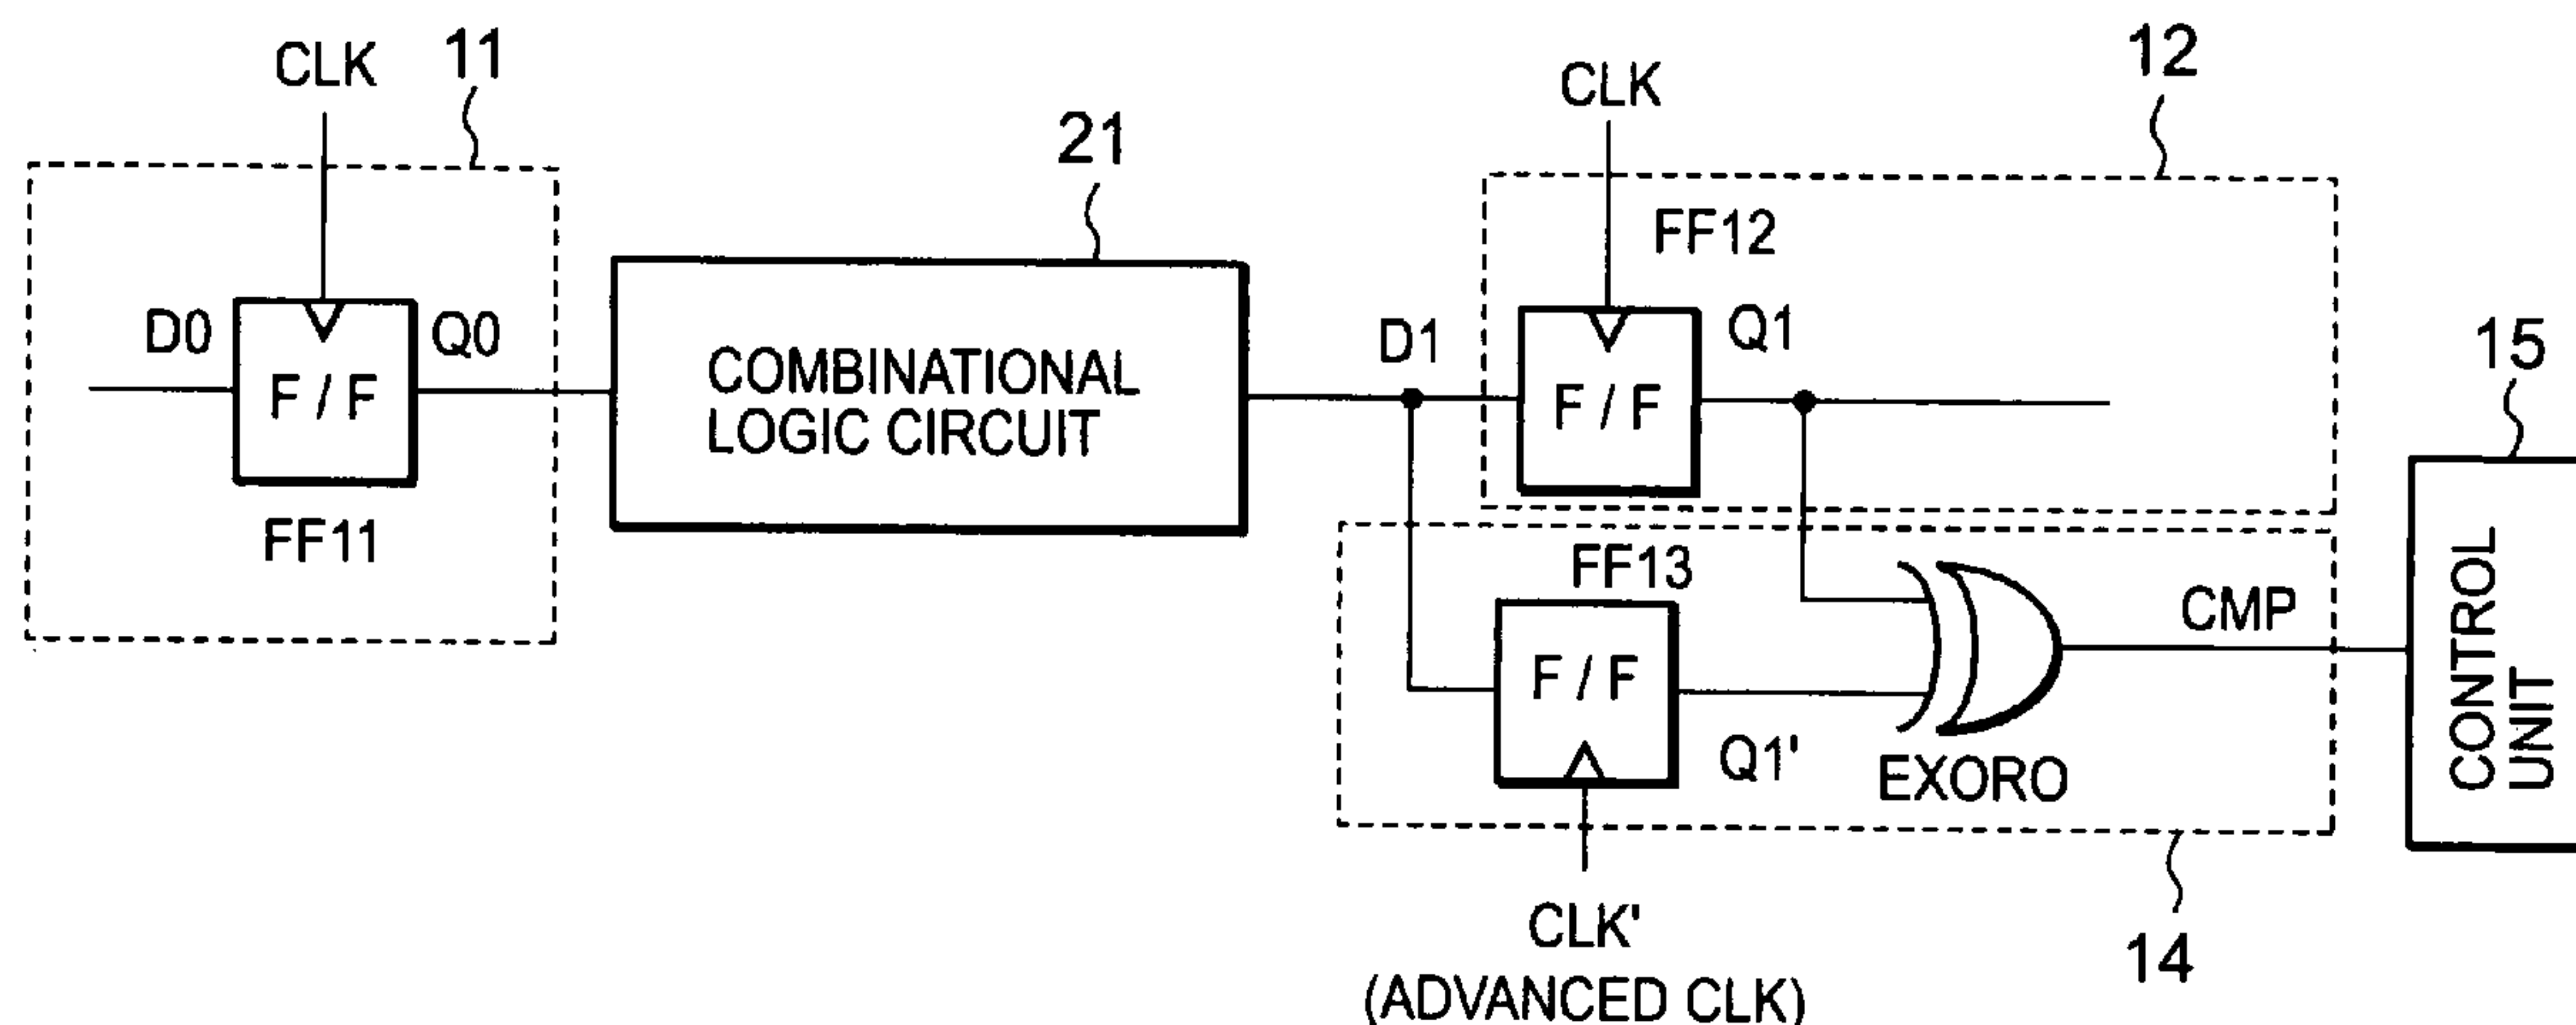 CLK
11
21
CLK
12
FF12
D0
Q0
F / F
FF11
COMBINATIONAL
LOGIC CIRCUIT
D1
Q1
F / F
15
FF13
F / F
Q1'
EXORO
CMP
CONTROL
UNIT
CLK'
(ADVANCED CLK)
14